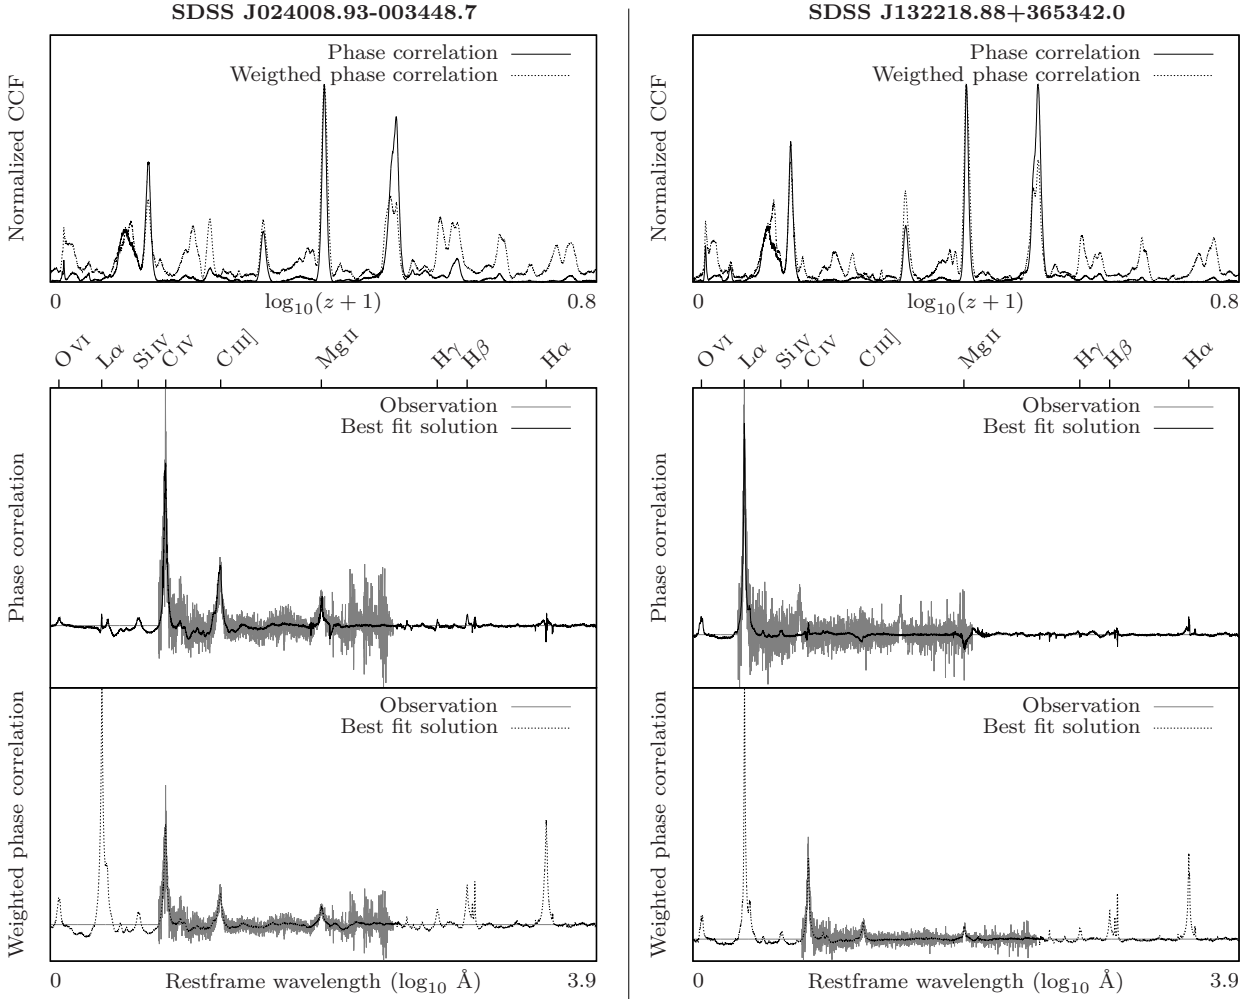 SDSS J024008.93-003448.7
Normalized CCF
Phase correlation
Weigthed phase correlation
0
log10(z + 1)
0.8
O VI
Lα
Si IV
C IV
C III]
Mg II
Hγ
Hβ
Hα
Phase correlation
Observation
Best fit solution
Weighted phase correlation
Observation
Best fit solution
0
Restframe wavelength (log10 Å)
3.9
SDSS J132218.88+365342.0
Normalized CCF
Phase correlation
Weigthed phase correlation
0
log10(z + 1)
0.8
O VI
Lα
Si IV
C IV
C III]
Mg II
Hγ
Hβ
Hα
Phase correlation
Observation
Best fit solution
Weighted phase correlation
Observation
Best fit solution
0
Restframe wavelength (log10 Å)
3.9